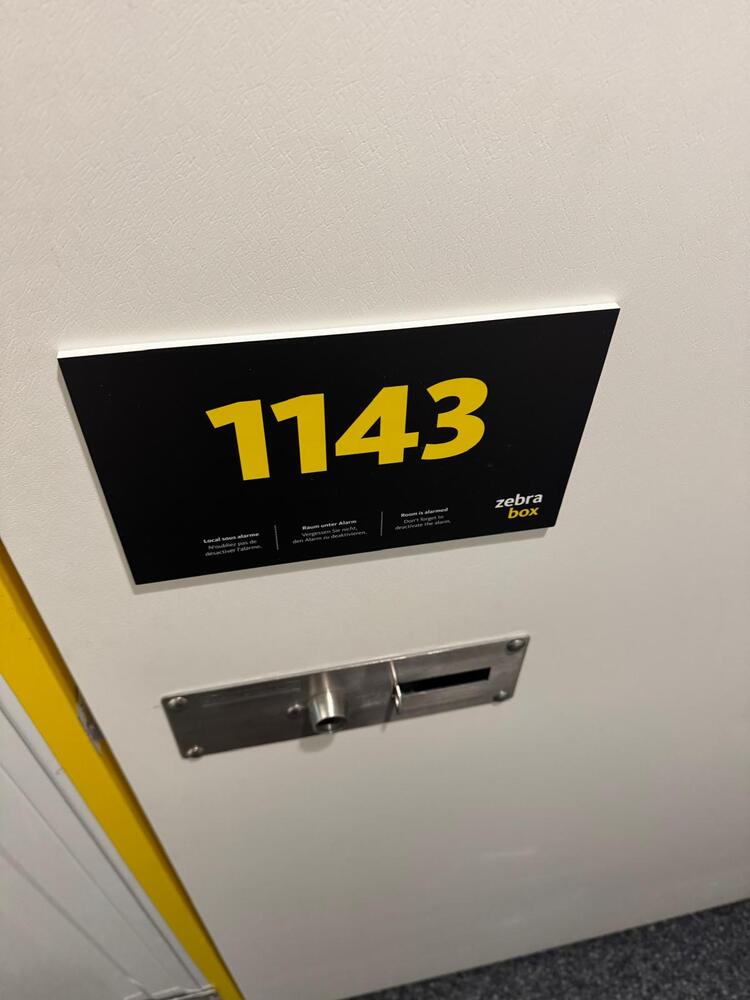 1143
Local sous alarme
N'oubliez pas de
désactiver l'alarme.
Raum unter Alarm
Vergessen Sie nicht,
den Alarm zu deaktivieren.
Room is alarmed
Don't forget to
deactivate the alarm.
zebra
box